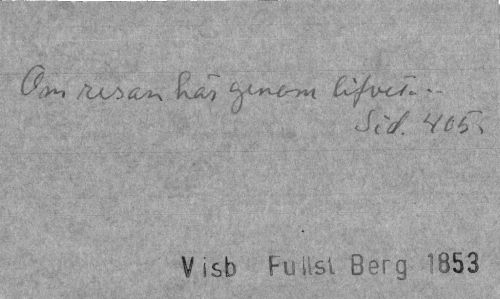 Om resan här genom lifvet...
Sid. 405.
Visb Fullst Berg 1853